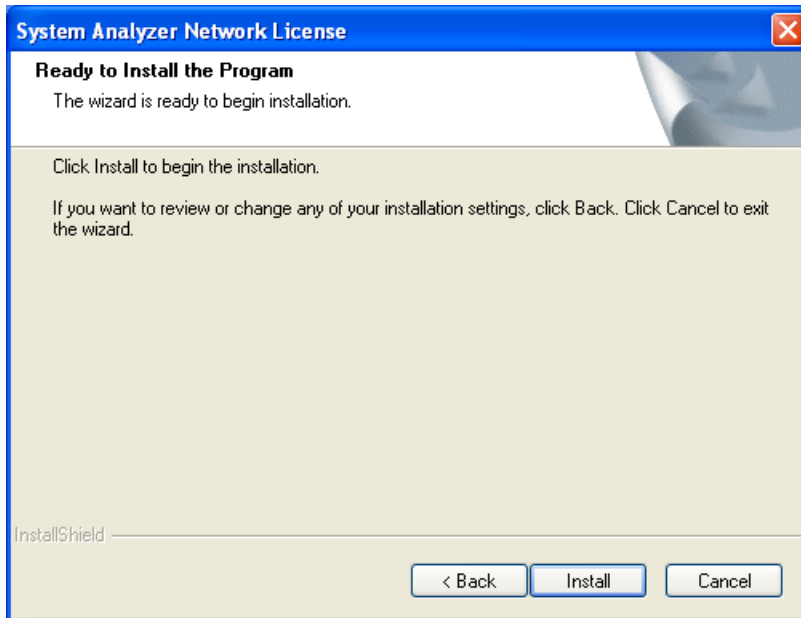 System Analyzer Network License
Ready to Install the Program
The wizard is ready to begin installation.
Click Install to begin the installation.
If you want to review or change any of your installation settings, click Back. Click Cancel to exit
the wizard.
InstallShield
< Back Install Cancel